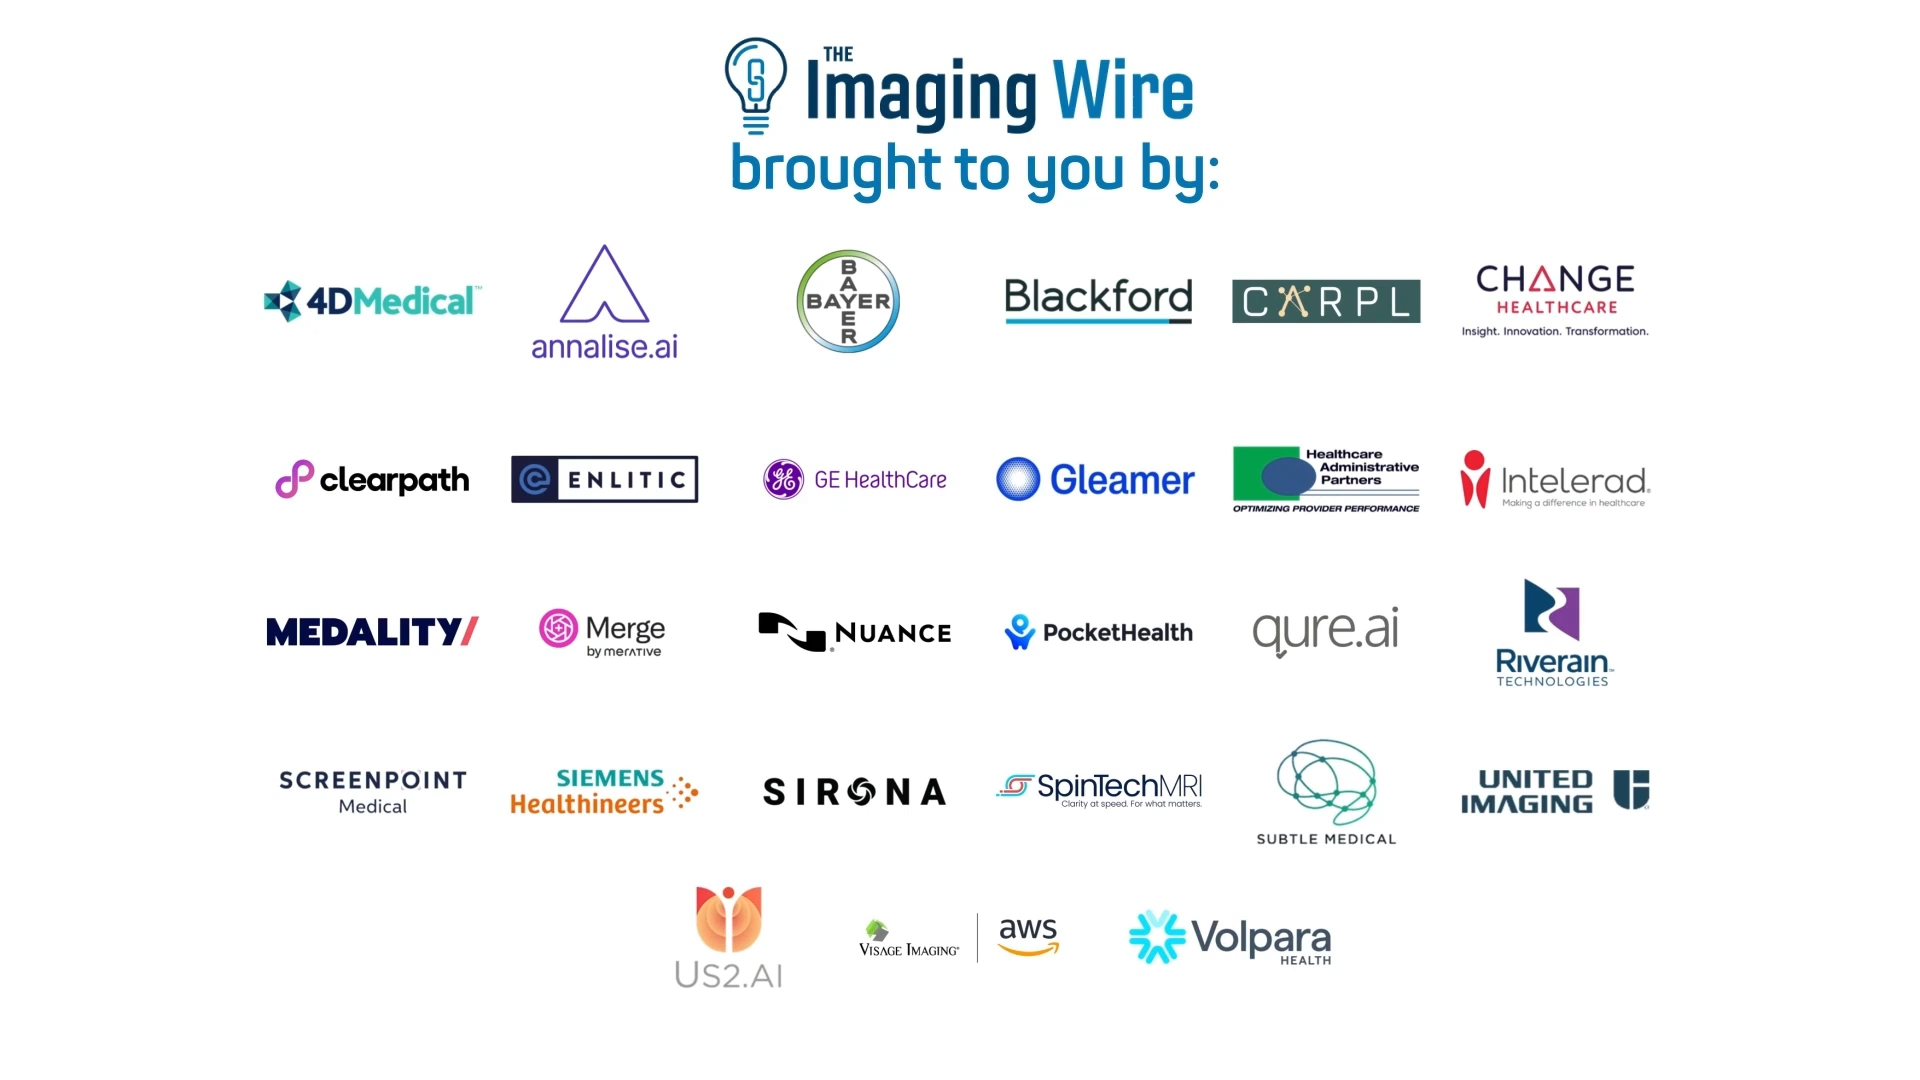 THE
Imaging Wire
brought to you by:
4DMedical™
annalise.ai
BAYER
BAYER
Blackford
CARPL
CHANGE
HEALTHCARE
Insight. Innovation. Transformation.
clearpath
e ENLITIC
GE GE HealthCare
Gleamer
Healthcare
Administrative
Partners
OPTIMIZING PROVIDER PERFORMANCE
Intelerad®
Making a difference in healthcare
MEDALITY/
Merge
by MERATIVE
NUANCE
PocketHealth
qure.ai
Riverain™
TECHNOLOGIES
SCREENPOINT
Medical
SIEMENS
Healthineers
SIRONA
SpinTechMRI
Clarity at speed. For what matters.
SUBTLE MEDICAL
UNITED
IMAGING
US2.AI
VISAGE IMAGING®
aws
Volpara
HEALTH